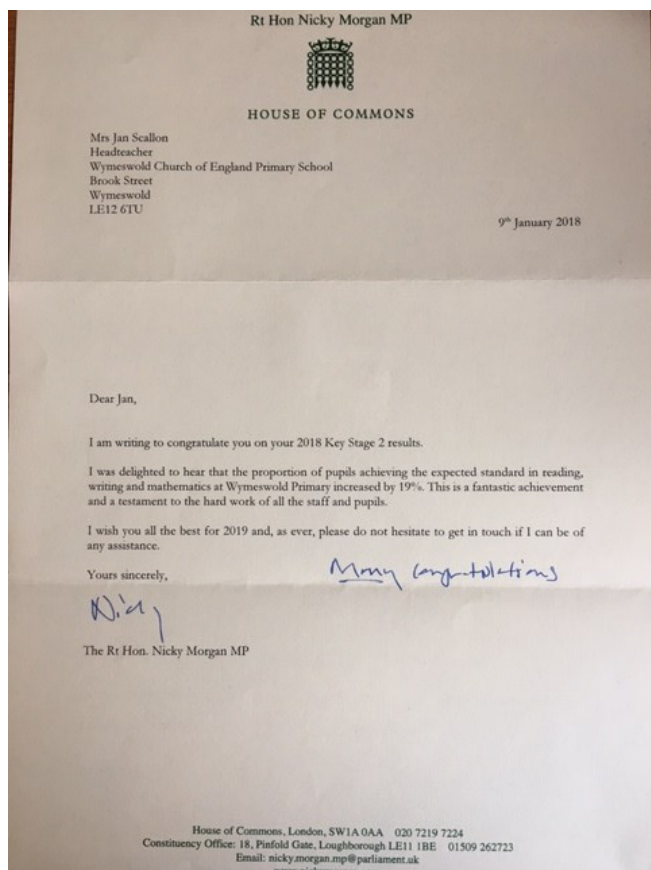 Rt Hon Nicky Morgan MP
HOUSE OF COMMONS
Mrs Jan Scallon
Headteacher
Wymeswold Church of England Primary School
Brook Street
Wymeswold
LE12 6TU
9th January 2018
Dear Jan,
I am writing to congratulate you on your 2018 Key Stage 2 results.
I was delighted to hear that the proportion of pupils achieving the expected standard in reading,
writing and mathematics at Wymeswold Primary increased by 19%. This is a fantastic achievement
and a testament to the hard work of all the staff and pupils.
I wish you all the best for 2019 and, as ever, please do not hesitate to get in touch if I can be of
any assistance.
Many congratulations
Yours sincerely,
Nicky
The Rt Hon. Nicky Morgan MP
House of Commons, London, SW1A 0AA 020 7219 7224
Constituency Office: 18, Pinfold Gate, Loughborough LE11 1BE 01509 262723
Email: nicky.morgan.mp@parliament.uk